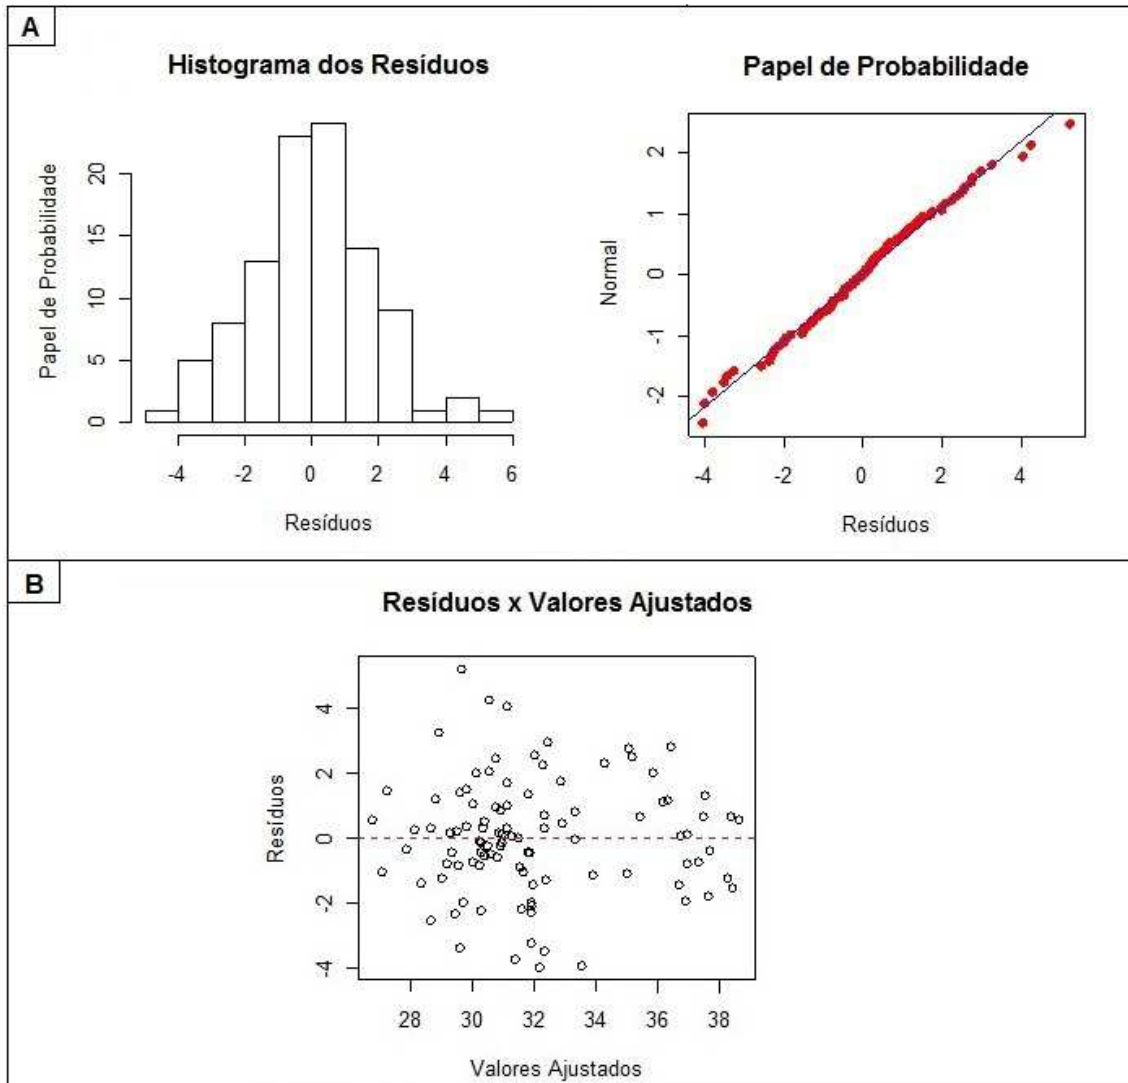 A
Histograma dos Resíduos
Papel de Probabilidade
20
15
10
5
0
-4 -2 0 2 4 6
Resíduos
Papel de Probabilidade
Normal
2
1
0
-1
-2
-4 -2 0 2 4
Resíduos
B
Resíduos x Valores Ajustados
Resíduos
4
2
0
-2
-4
28 30 32 34 36 38
Valores Ajustados